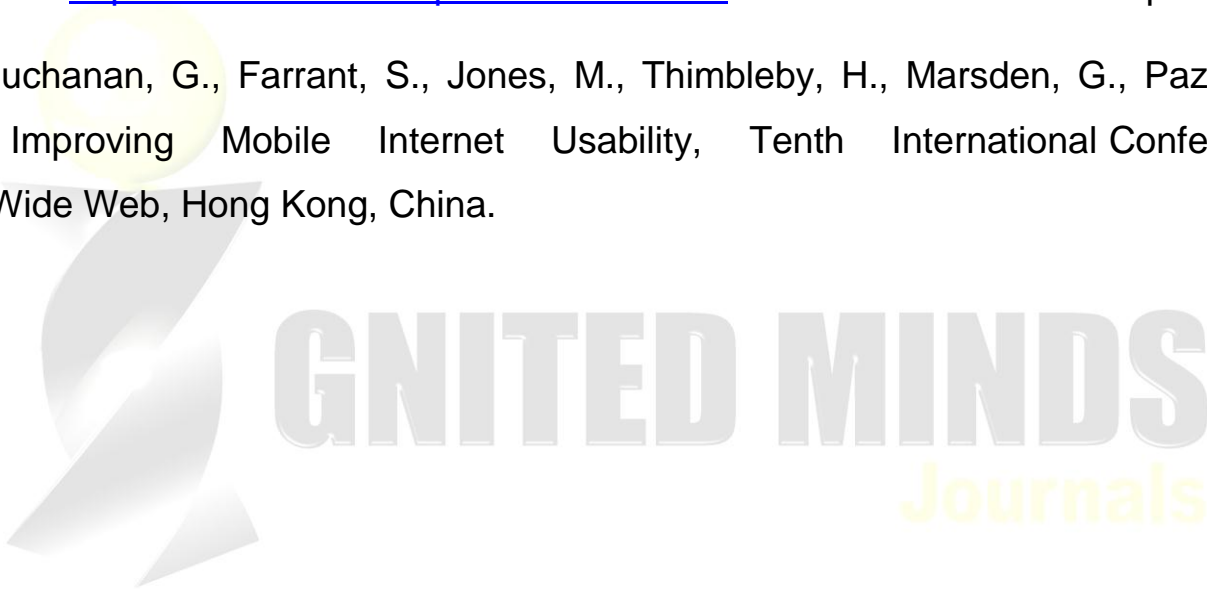 uchanan, G., Farrant, S., Jones, M., Thimbleby, H., Marsden, G., Paz
Improving Mobile Internet Usability, Tenth International Confe
Wide Web, Hong Kong, China.
GNITED MINDS
Journals